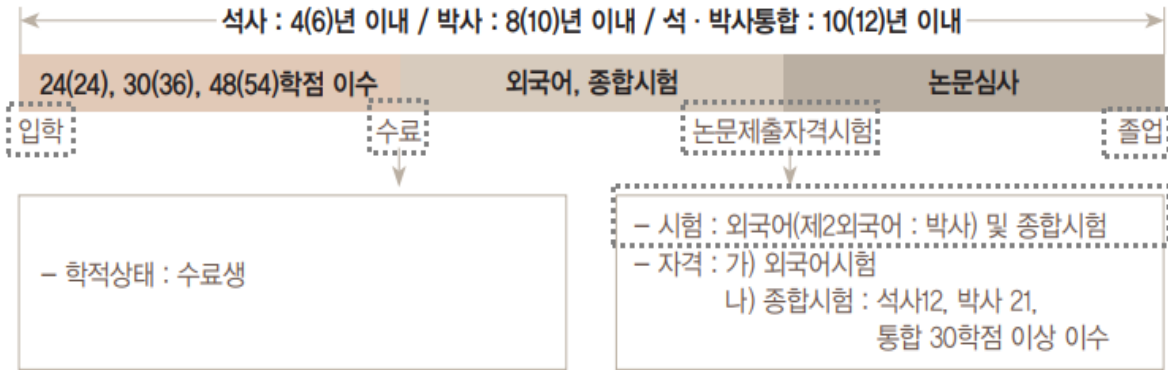 석사 : 4(6)년 이내 / 박사 : 8(10)년 이내 / 석 · 박사통합 : 10(12)년 이내
24(24), 30(36), 48(54)학점 이수 외국어, 종합시험 논문심사
입학 수료 논문제출자격시험 졸업
– 학적상태 : 수료생
– 시험 : 외국어(제2외국어 : 박사) 및 종합시험
– 자격 : 가) 외국어시험
나) 종합시험 : 석사12, 박사 21,
통합 30학점 이상 이수